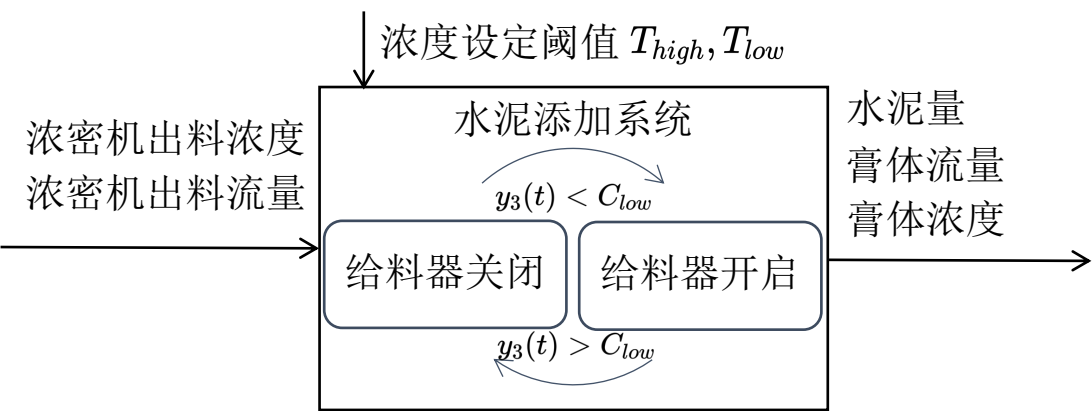 浓度设定阈值 T_{high}, T_{low}
水泥添加系统
浓密机出料浓度
浓密机出料流量
水泥量
膏体流量
膏体浓度
y_3(t) < C_{low}
给料器关闭
给料器开启
y_3(t) > C_{low}